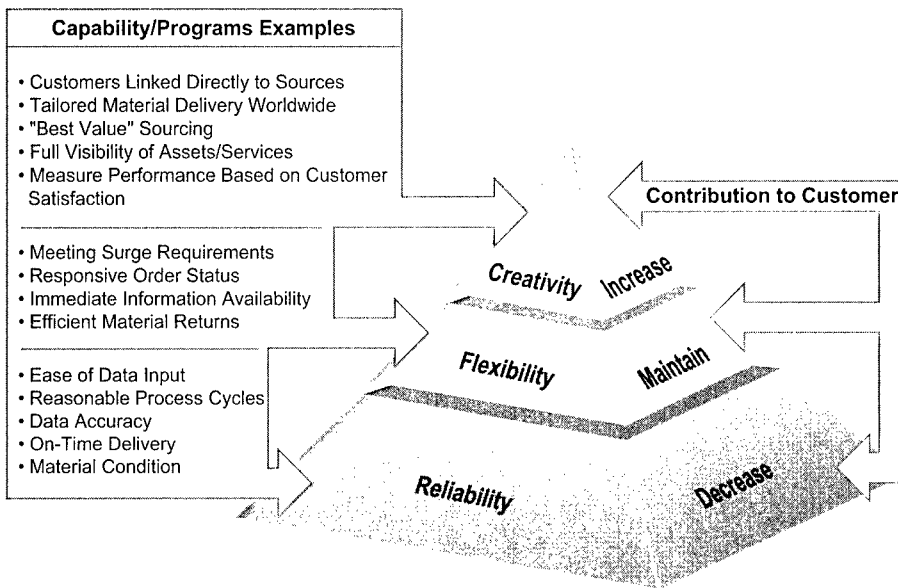 Capability/Programs Examples
• Customers Linked Directly to Sources
• Tailored Material Delivery Worldwide
• "Best Value" Sourcing
• Full Visibility of Assets/Services
• Measure Performance Based on Customer
Satisfaction
• Meeting Surge Requirements
• Responsive Order Status
• Immediate Information Availability
• Efficient Material Returns
• Ease of Data Input
• Reasonable Process Cycles
• Data Accuracy
• On-Time Delivery
• Material Condition
Contribution to Customer
Creativity Increase
Flexibility Maintain
Reliability Decrease